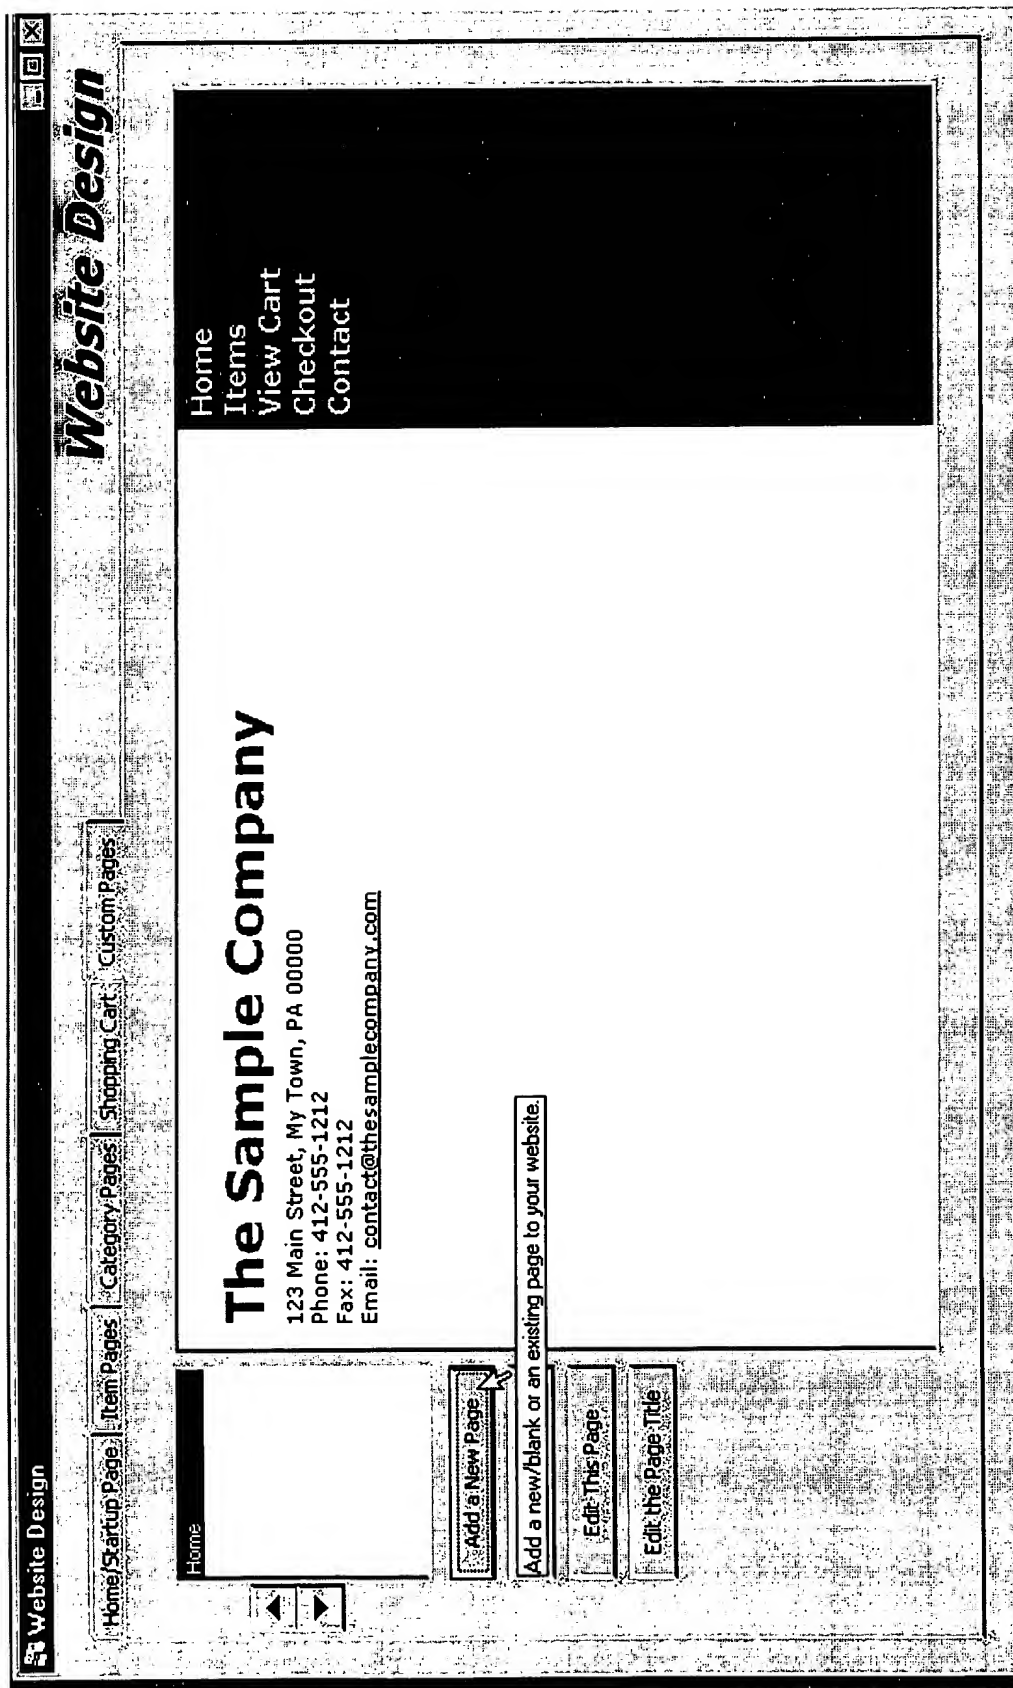 Website Design
Website Design
Home/Startup Page
Item Pages
Category Pages
Shopping Cart
Custom Pages
Home
Add a New Page
Add a new/blank or an existing page to your website.
Edit This Page
Edit the Page Title
The Sample Company
123 Main Street, My Town, PA 00000
Phone: 412-555-1212
Fax: 412-555-1212
Email: contact@thesamplecompany.com
Home
Items
View Cart
Checkout
Contact